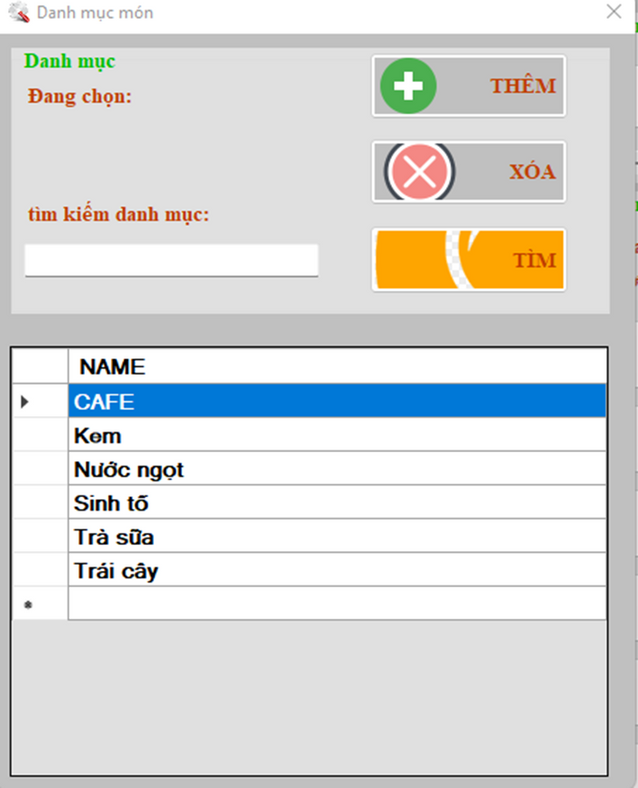 Danh mục món
Danh mục
Đang chọn:
THÊM
XÓA
tìm kiếm danh mục:
TÌM
NAME
CAFE
Kem
Nước ngọt
Sinh tố
Trà sữa
Trái cây